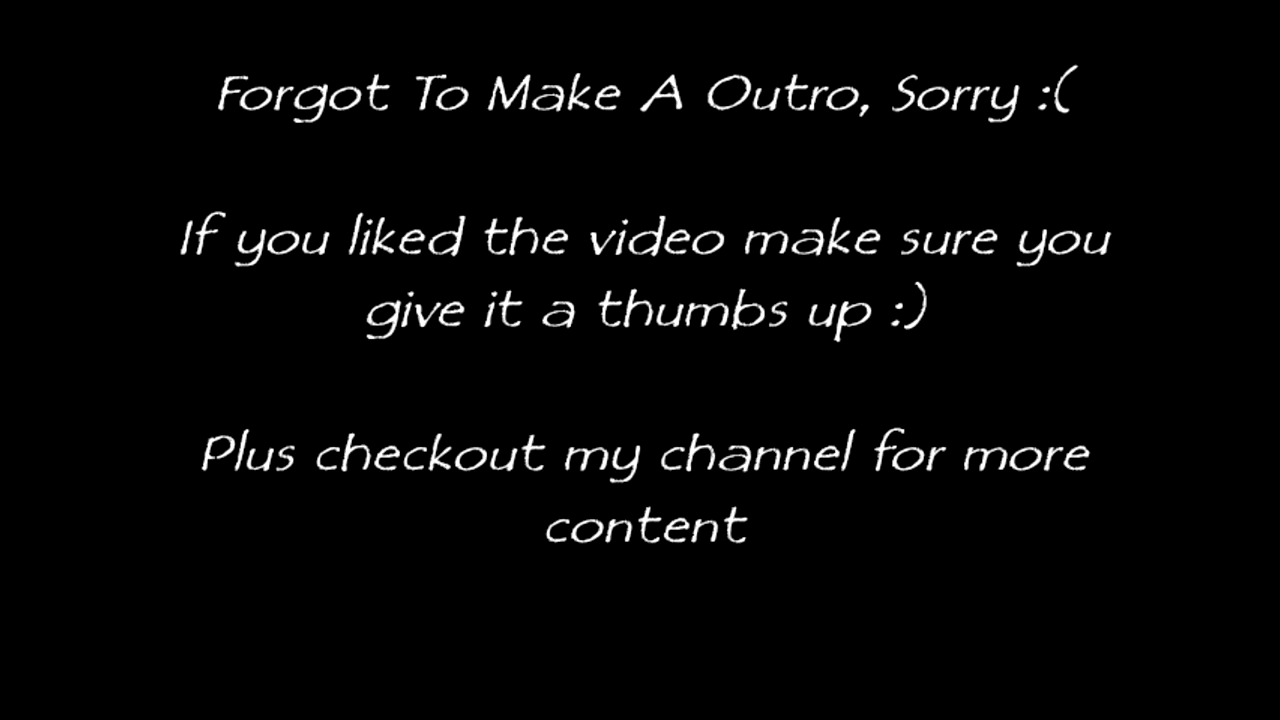 Forgot To Make A Outro, Sorry :(
If you liked the video make sure you
give it a thumbs up :)
Plus checkout my channel for more
content